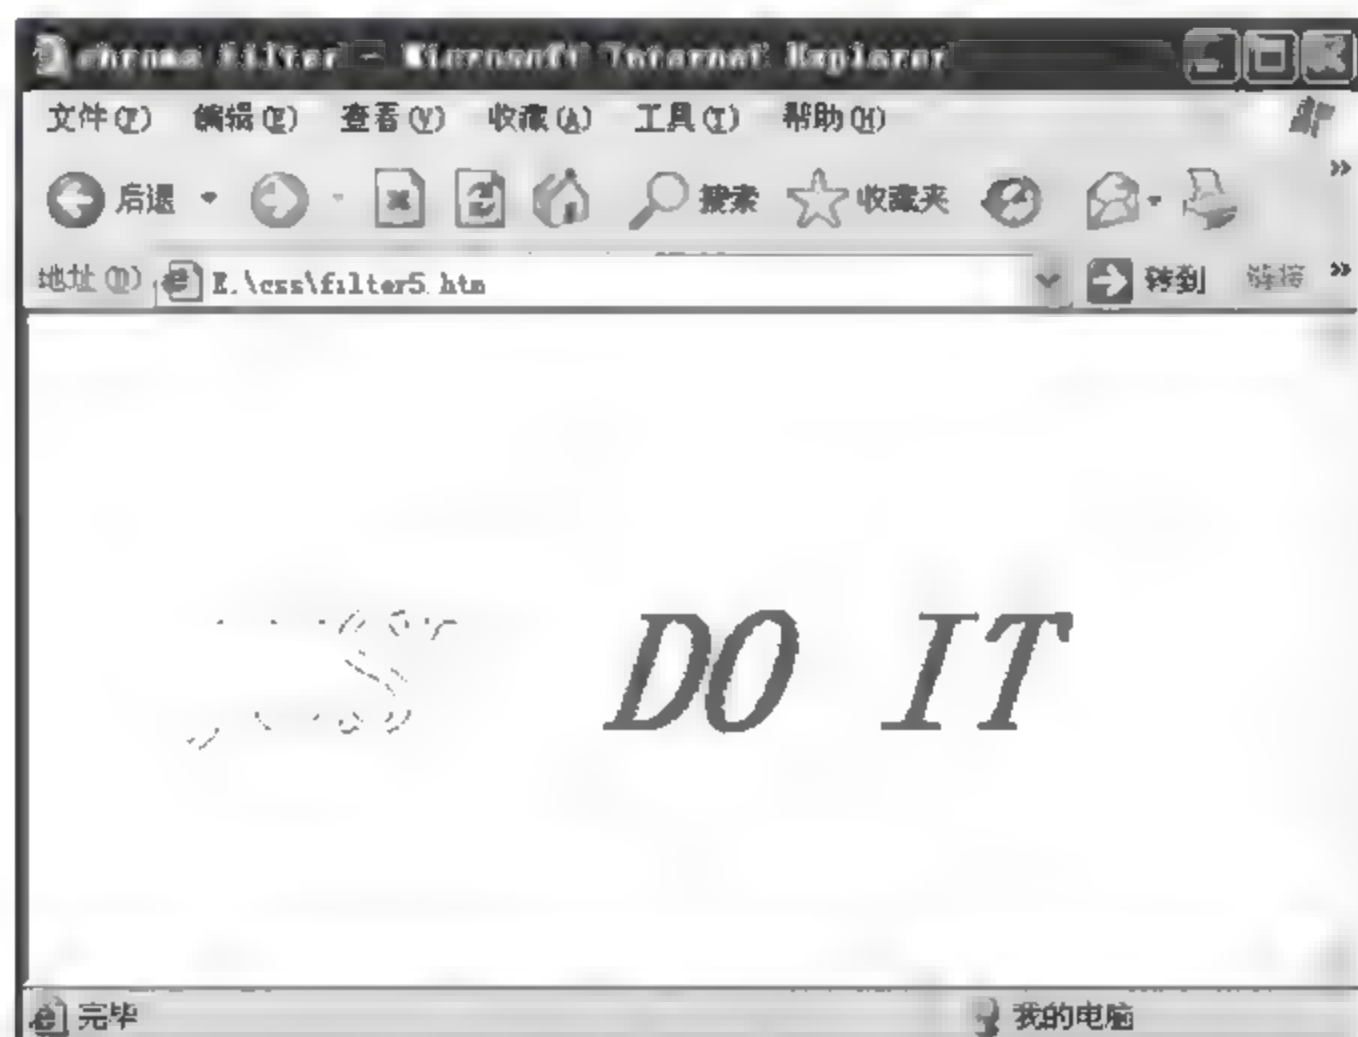 chroma filter - Microsoft Internet Explorer
文件(F) 编辑(E) 查看(V) 收藏(A) 工具(T) 帮助(H)
后退 搜索 收藏夹 »
地址(D) E:\css\filter5.htm 转到 链接 »
DO IT
完毕 我的电脑